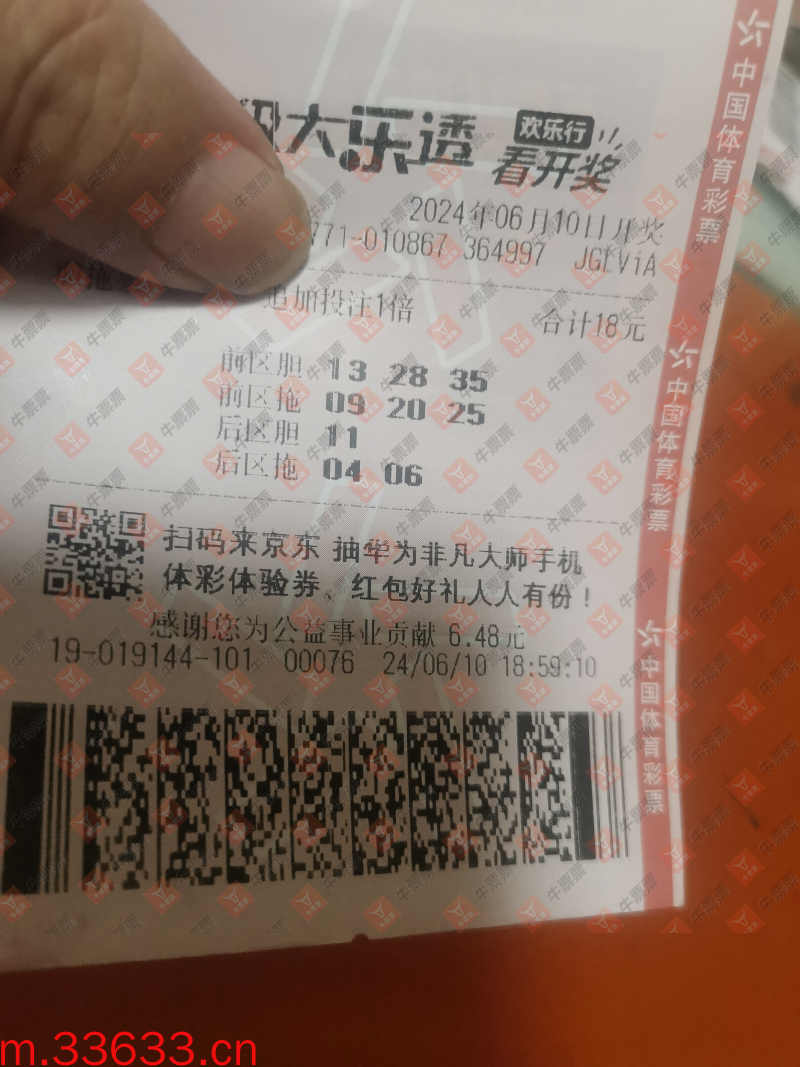 大乐透 欢乐行
看开奖
2024年06月10日开奖
771-010867 364997 JGLViA
追加投注1倍 合计18元
前区胆 13 28 35
前区拖 09 20 25
后区胆 11
后区拖 04 06
扫码来京东 抽华为非凡大师手机
体彩体验券、红包好礼人人有份！
感谢您为公益事业贡献 6.48元
19-019144-101 00076 24/06/10 18:59:10
中国体育彩票
中国体育彩票
中国体育彩票
牛票票
m.33633.cn